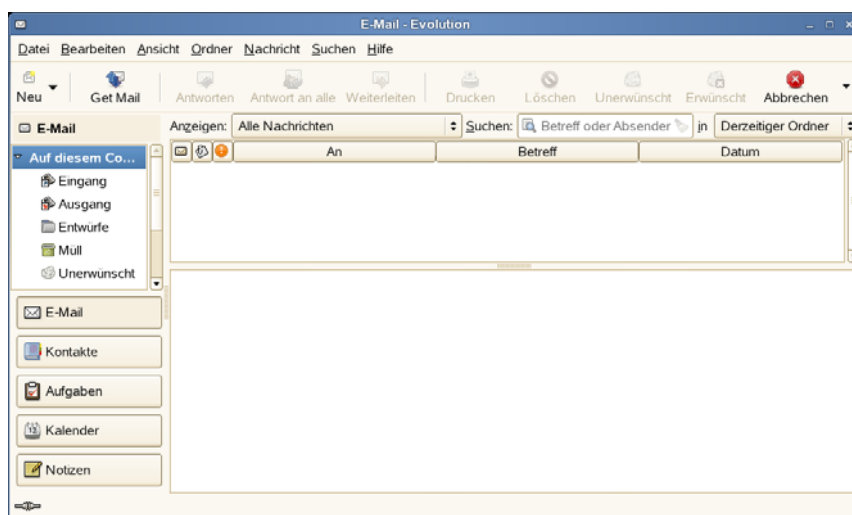 E-Mail - Evolution
Datei Bearbeiten Ansicht Ordner Nachricht Suchen Hilfe
Neu Get Mail Antworten Antwort an alle Weiterleiten Drucken Löschen Unerwünscht Erwünscht Abbrechen
E-Mail Anzeigen: Alle Nachrichten Suchen: Betreff oder Absender in Derzeitiger Ordner
Auf diesem Co... An Betreff Datum
Eingang
Ausgang
Entwürfe
Müll
Unerwünscht
E-Mail
Kontakte
Aufgaben
12 Kalender
Notizen